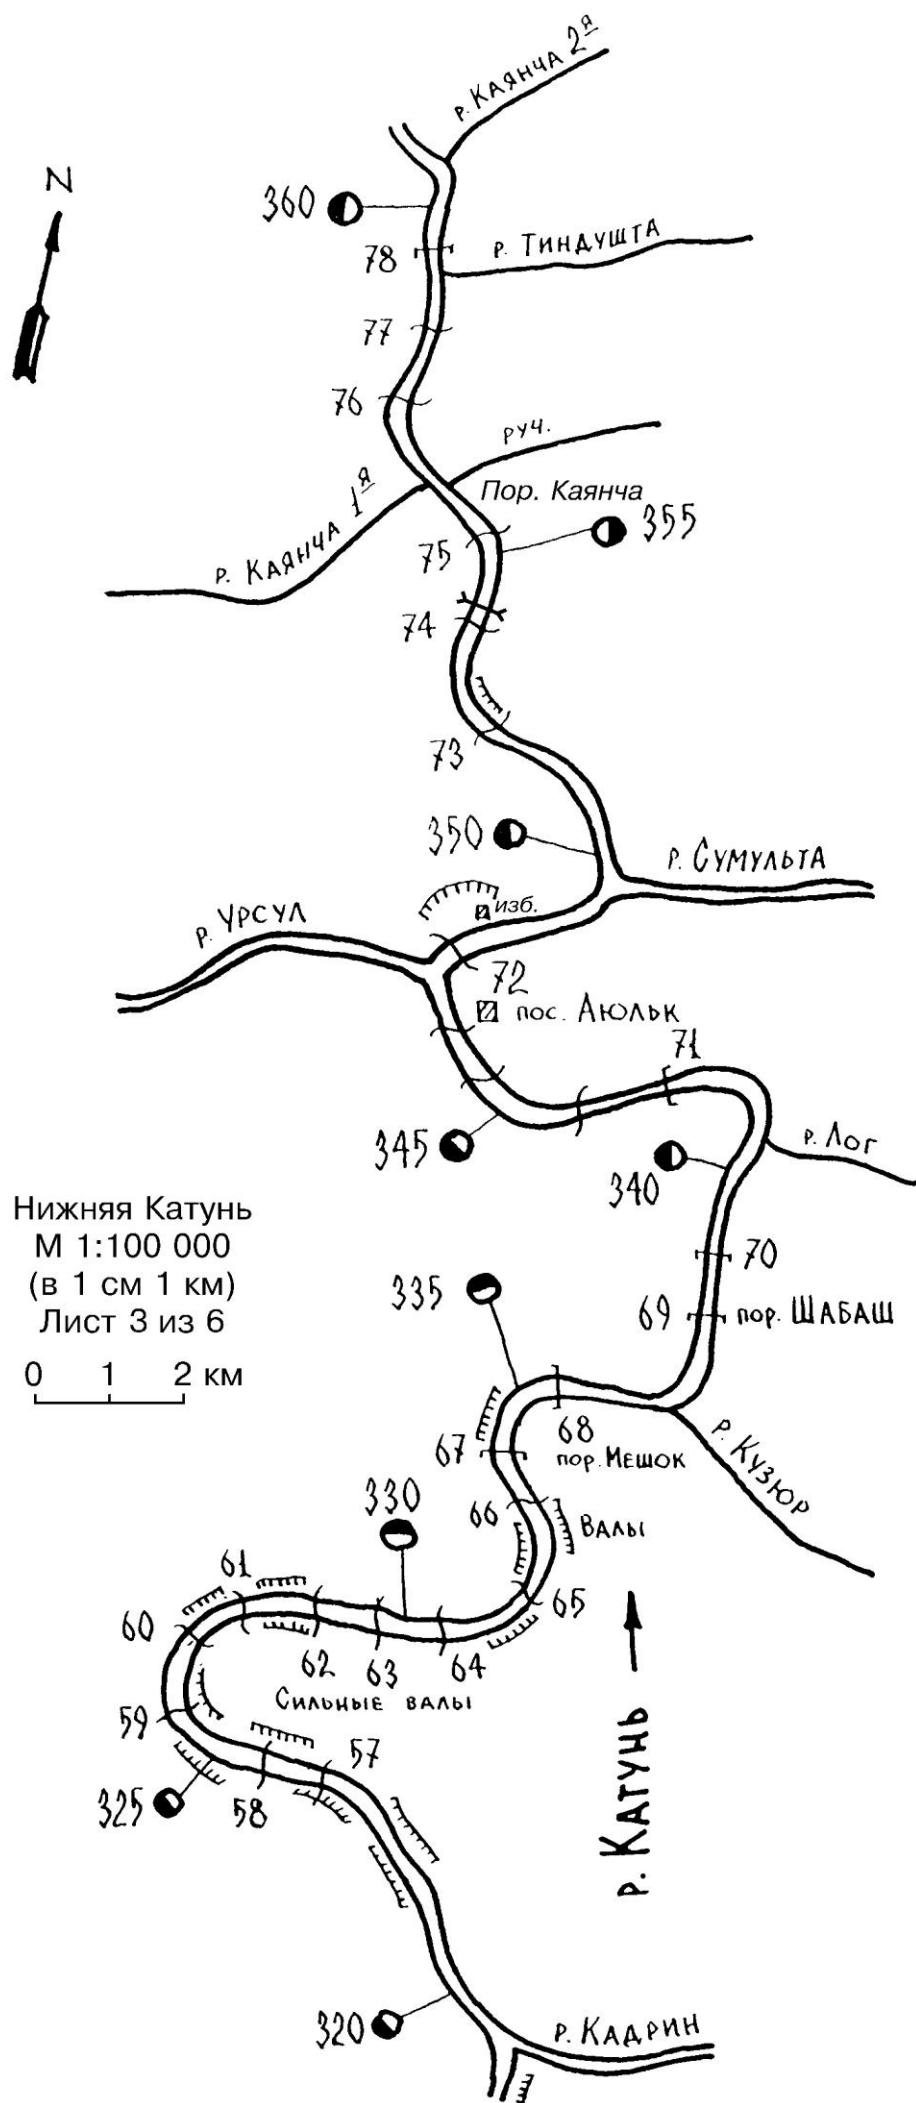 р. КАЯНЧА 2я
N
360
78
р. ТИНДУШТА
77
76
РУЧ.
Пор. Каянча
355
р. КАЯНЧА 1я
75
74
73
350
р. СУМУЛЬТА
изб.
р. УРСУЛ
72
пос. АЮЛЬК
71
345
р. ЛОГ
340
Нижняя Катунь
М 1:100 000
(в 1 см 1 км)
Лист 3 из 6
0 1 2 км
70
335
69
пор. ШАБАШ
68
пор. МЕШОК
67
р. КУЗЮР
330
66
ВАЛЫ
61
65
60
62
63
64
СИЛЬНЫЕ ВАЛЫ
59
57
325
58
р. КАТУНЬ
320
р. КАДРИН